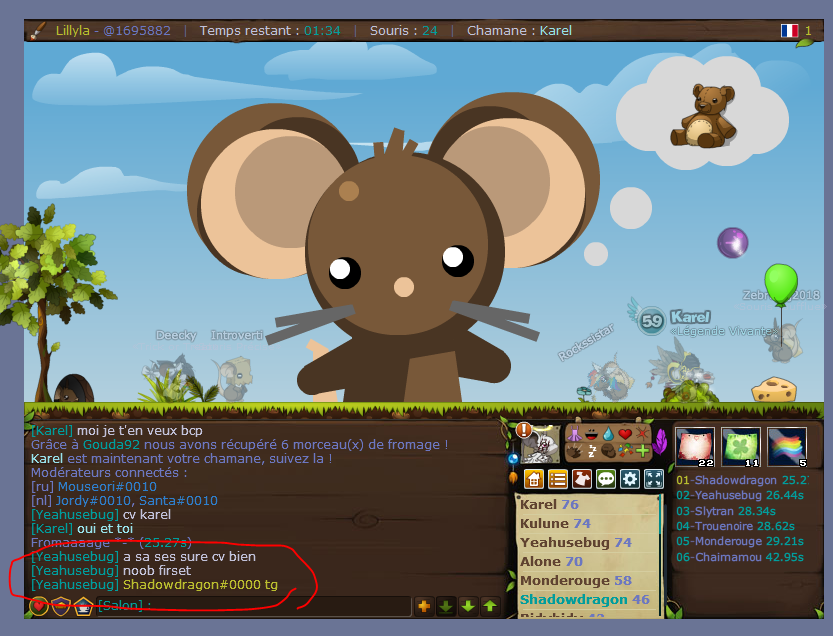 Lillyla - @1695882 | Temps restant : 01:34 | Souris : 24 | Chamane : Karel
1
2018
59 Karel
«Légende Vivante»
Deecky Introverti
Rockssistar
[Karel] moi je t'en veux bcp
Grâce à Gouda92 nous avons récupéré 6 morceau(x) de fromage !
Karel est maintenant votre chamane, suivez la !
Modérateurs connectés :
[ru] Mouseori#0010
[nl] Jordy#0010, Santa#0010
[Yeahusebug] cv karel
[Karel] oui et toi
Fromaaaage *-* (25.27s)
[Yeahusebug] a sa ses sure cv bien
[Yeahusebug] noob firset
[Yeahusebug] Shadowdragon#0000 tg
[Salon] :
Karel 76
Kulune 74
Yeahusebug 74
Alone 70
Monderouge 58
Shadowdragon 46
22
11
5
01-Shadowdragon 25.2
02-Yeahusebug 26.44s
03-Slytran 28.34s
04-Trouenoire 28.62s
05-Monderouge 29.21s
06-Chaimamou 42.95s